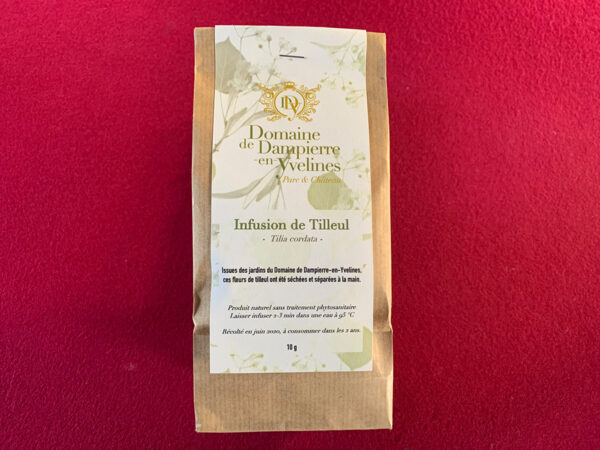 DY
Domaine
de Dampierre
-en-
Yvelines
Parc & Château
Infusion de Tilleul
- Tilia cordata -
Issues des jardins du Domaine de Dampierre-en-Yvelines,
ces fleurs de tilleul ont été séchées et séparées à la main.
Produit naturel sans traitement phytosanitaire
Laisser infuser 2-3 min dans une eau à 95 °C
Récolté en juin 2020, à consommer dans les 2 ans.
10 g